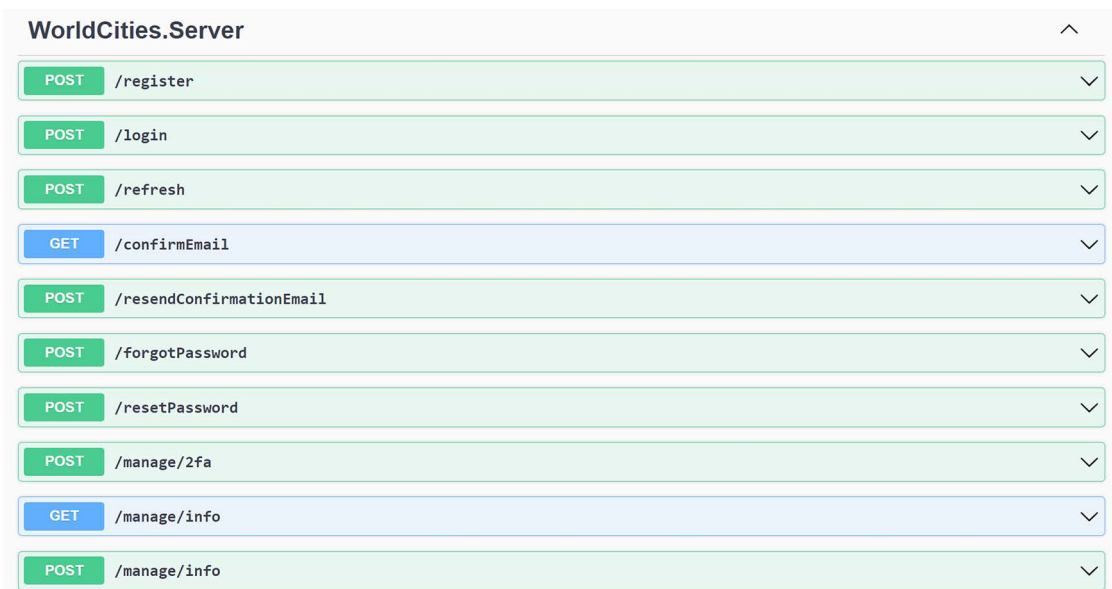 WorldCities.Server
POST /register
POST /login
POST /refresh
GET /confirmEmail
POST /resendConfirmationEmail
POST /forgotPassword
POST /resetPassword
POST /manage/2fa
GET /manage/info
POST /manage/info